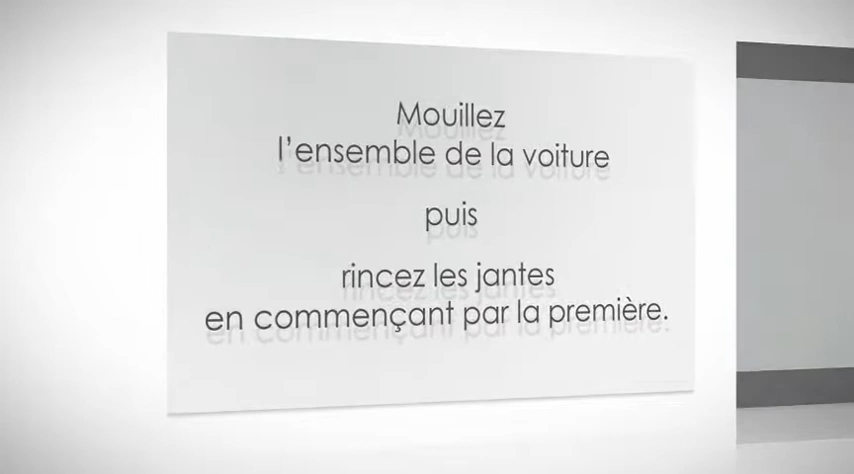 Mouillez
l'ensemble de la voiture
puis
rincez les jantes
en commençant par la première.